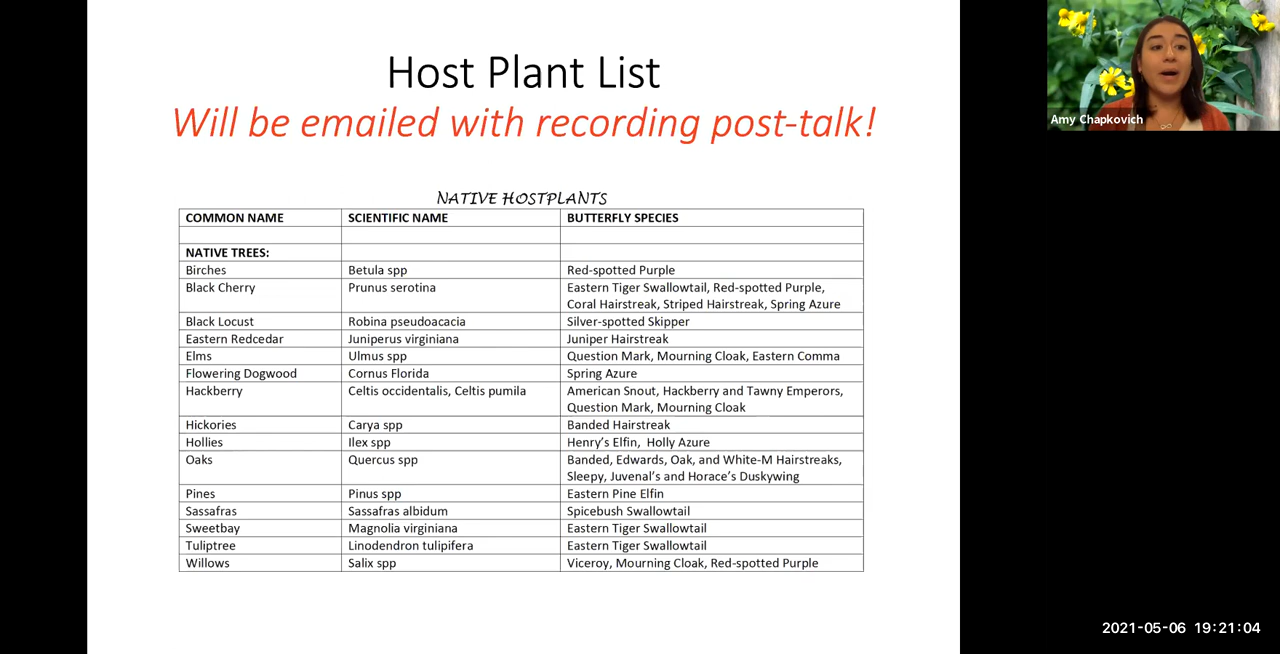 Host Plant List
Will be emailed with recording post-talk!
Amy Chapkovich
NATIVE HOSTPLANTS
COMMON NAME SCIENTIFIC NAME BUTTERFLY SPECIES
NATIVE TREES:
Birches Betula spp Red-spotted Purple
Black Cherry Prunus serotina Eastern Tiger Swallowtail, Red-spotted Purple,
Coral Hairstreak, Striped Hairstreak, Spring Azure
Black Locust Robina pseudoacacia Silver-spotted Skipper
Eastern Redcedar Juniperus virginiana Juniper Hairstreak
Elms Ulmus spp Question Mark, Mourning Cloak, Eastern Comma
Flowering Dogwood Cornus Florida Spring Azure
Hackberry Celtis occidentalis, Celtis pumila American Snout, Hackberry and Tawny Emperors,
Question Mark, Mourning Cloak
Hickories Carya spp Banded Hairstreak
Hollies Ilex spp Henry's Elfin, Holly Azure
Oaks Quercus spp Banded, Edwards, Oak, and White-M Hairstreaks,
Sleepy, Juvenal's and Horace's Duskywing
Pines Pinus spp Eastern Pine Elfin
Sassafras Sassafras albidum Spicebush Swallowtail
Sweetbay Magnolia virginiana Eastern Tiger Swallowtail
Tuliptree Linodendron tulipifera Eastern Tiger Swallowtail
Willows Salix spp Viceroy, Mourning Cloak, Red-spotted Purple
2021-05-06 19:21:04